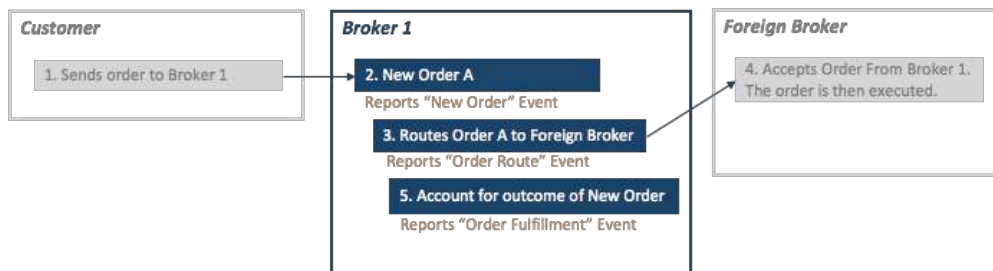 Customer
1. Sends order to Broker 1
Broker 1
2. New Order A
Reports “New Order” Event
3. Routes Order A to Foreign Broker
Reports “Order Route” Event
5. Account for outcome of New Order
Reports “Order Fulfillment” Event
Foreign Broker
4. Accepts Order From Broker 1.
The order is then executed.